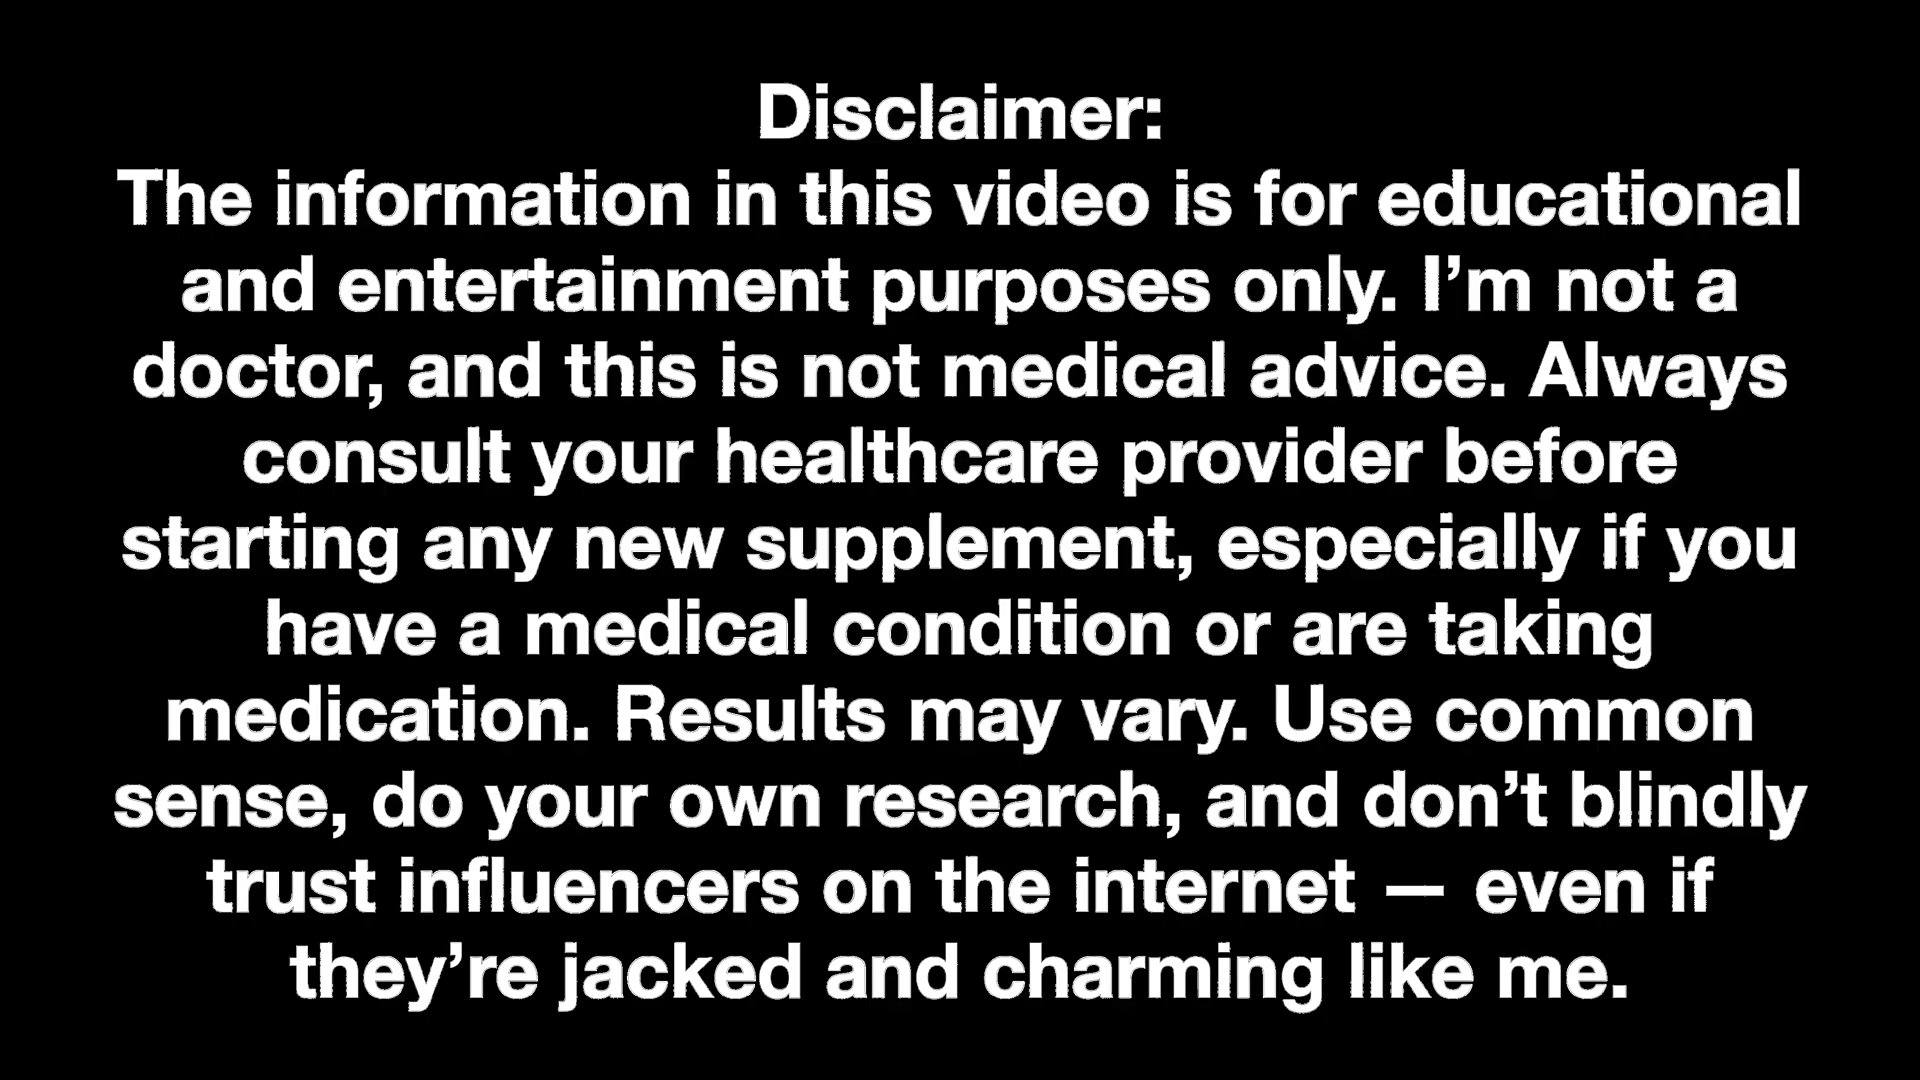 Disclaimer:
The information in this video is for educational
and entertainment purposes only. I’m not a
doctor, and this is not medical advice. Always
consult your healthcare provider before
starting any new supplement, especially if you
have a medical condition or are taking
medication. Results may vary. Use common
sense, do your own research, and don’t blindly
trust influencers on the internet — even if
they’re jacked and charming like me.